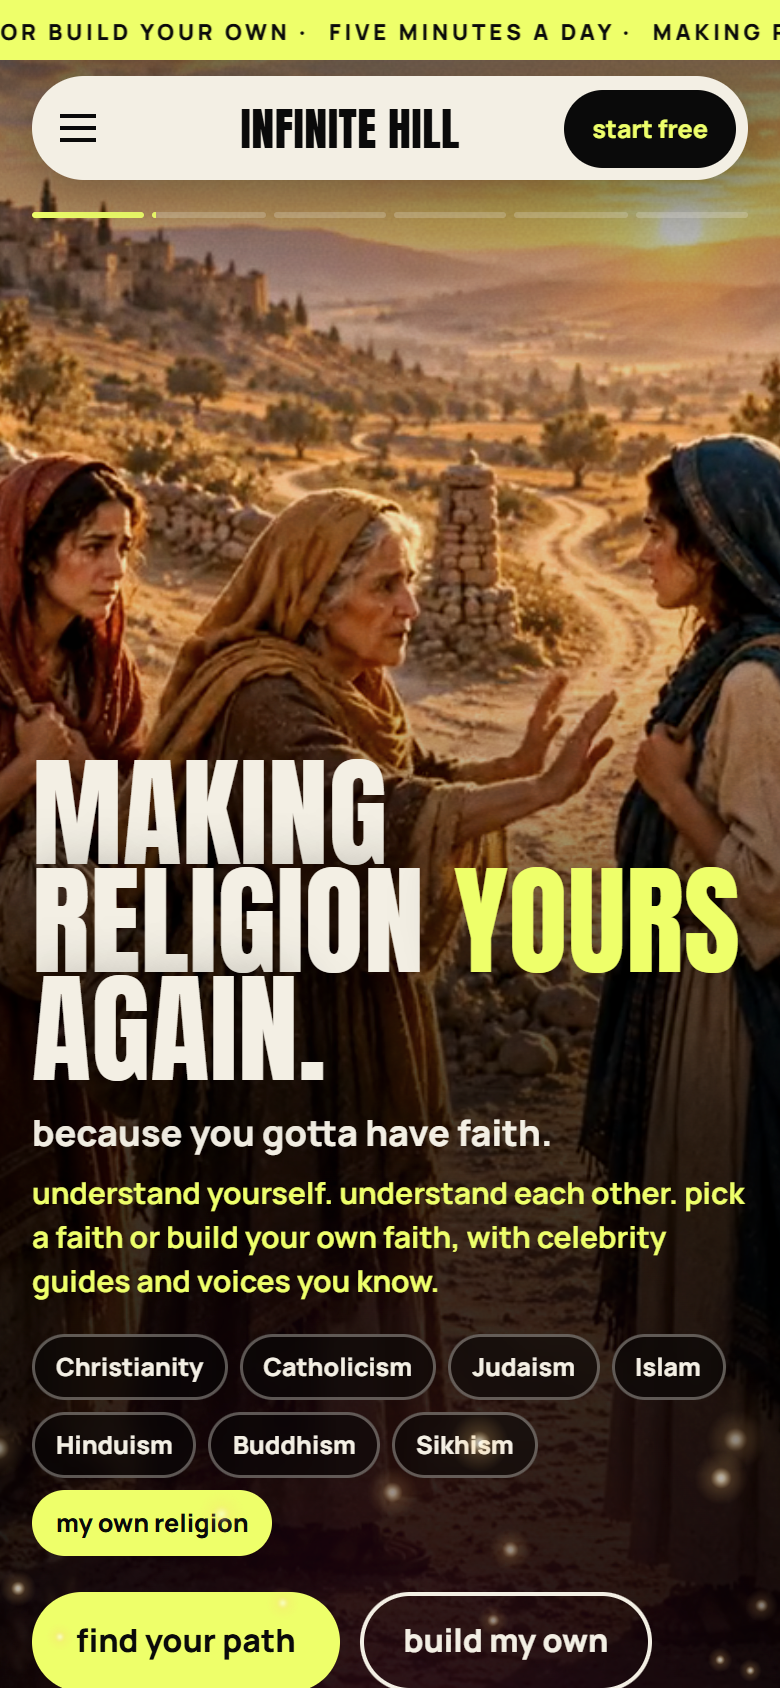 OR BUILD YOUR OWN · FIVE MINUTES A DAY · MAKING
INFINITE HILL
start free
MAKING
RELIGION YOURS
AGAIN.
because you gotta have faith.
understand yourself. understand each other. pick
a faith or build your own faith, with celebrity
guides and voices you know.
Christianity Catholicism Judaism Islam
Hinduism Buddhism Sikhism
my own religion
find your path build my own